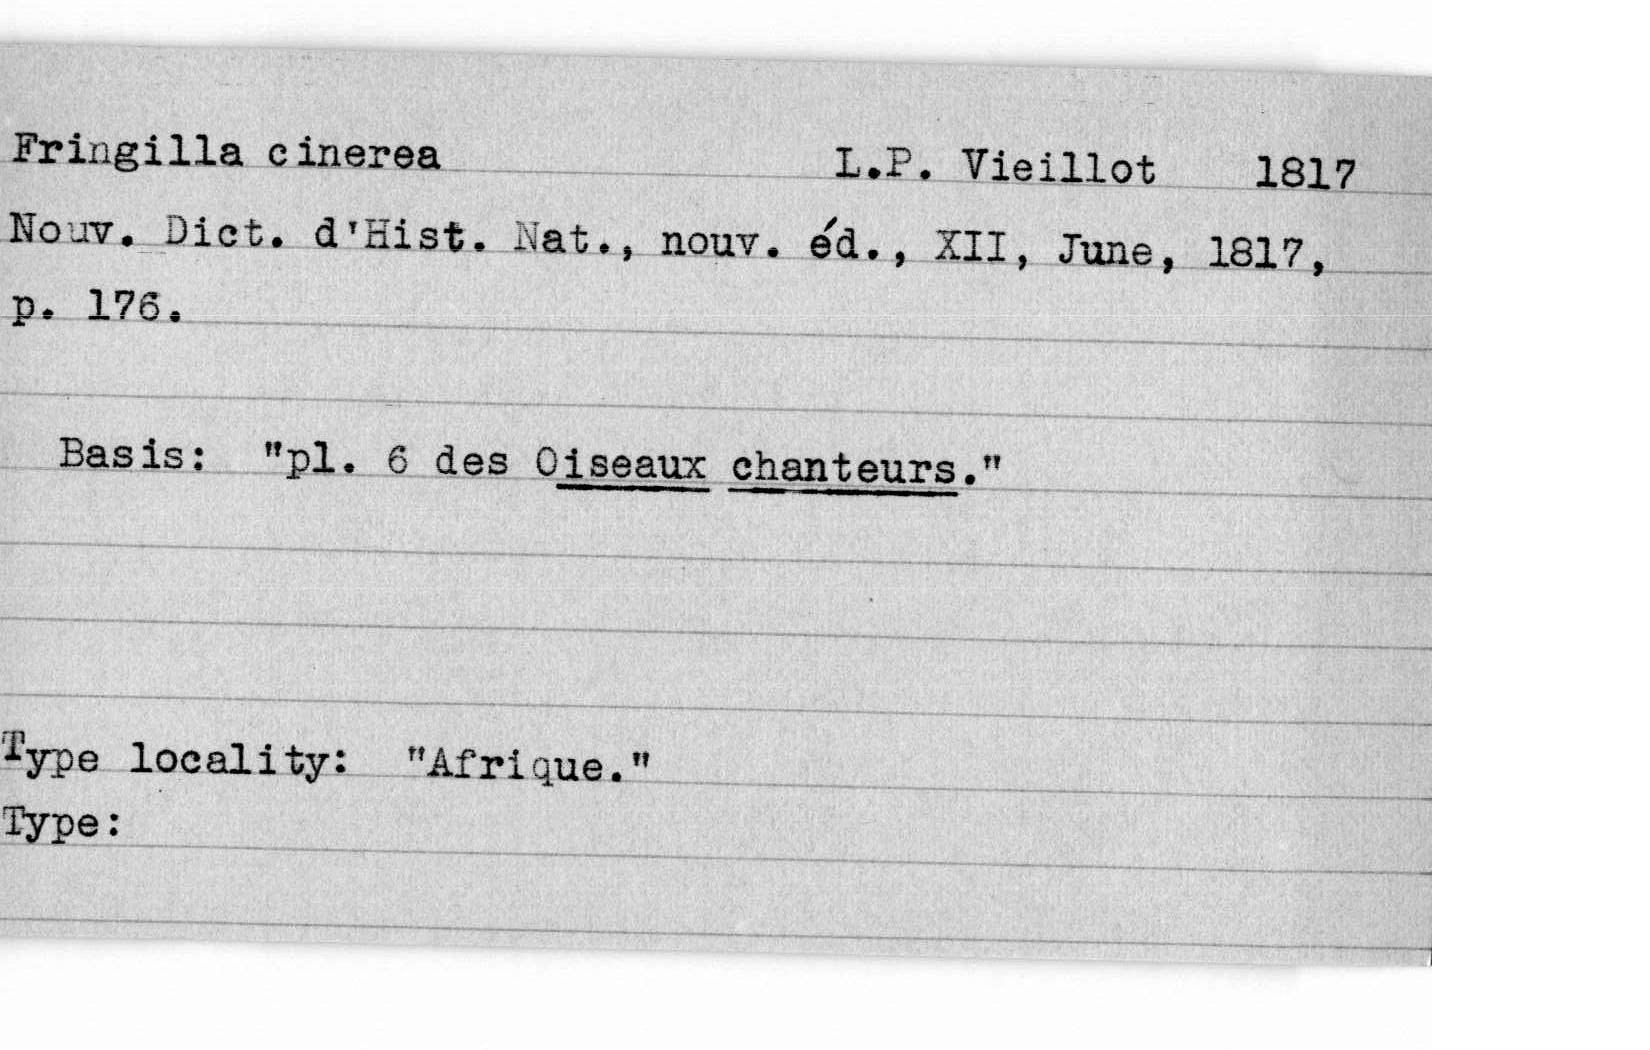 Fringilla cinerea L.P. Vieillot 1817
Nouv. Dict. d'Hist. Nat., nouv. éd., XII, June, 1817,
p. 176.
Basis: "pl. 6 des Oiseaux chanteurs."
Type locality: "Afrique."
Type: